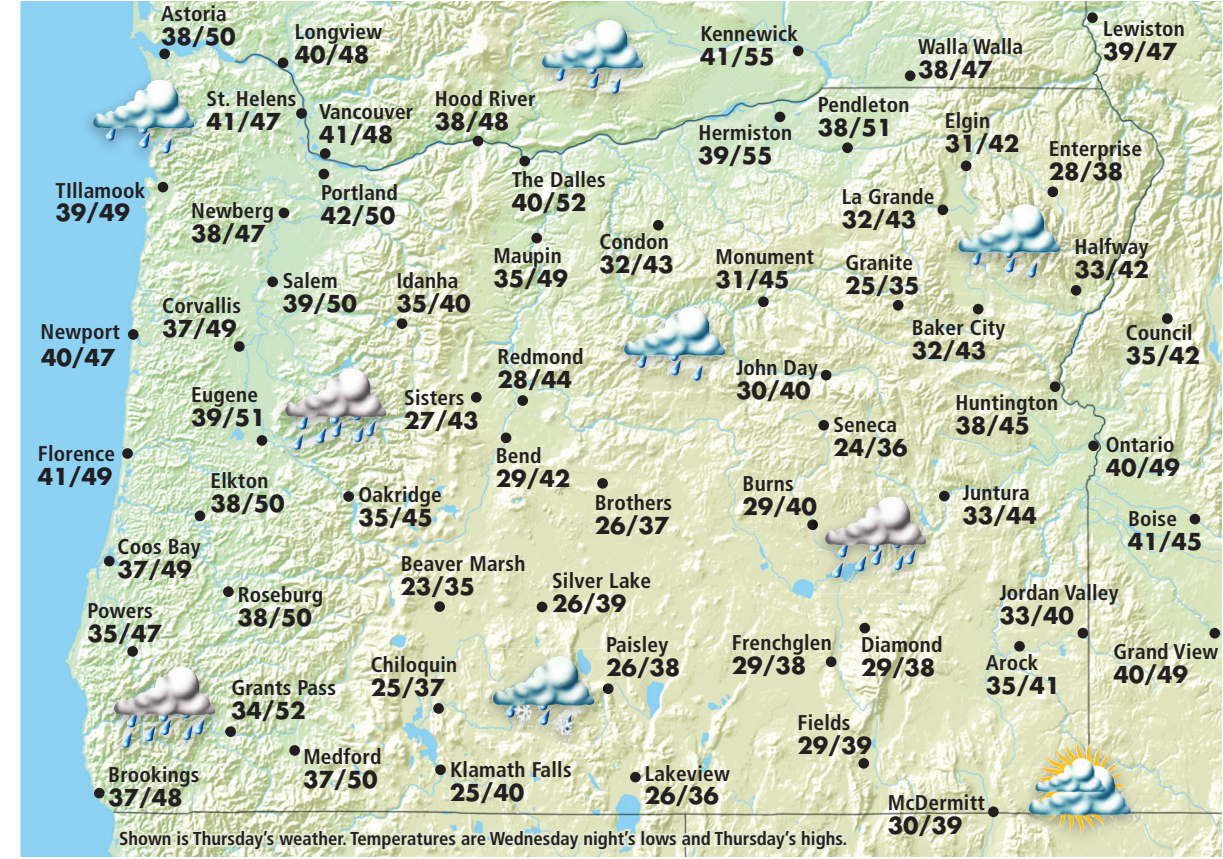 Astoria
38/50
Longview
40/48
Kennewick
41/55
Walla Walla
38/47
Lewiston
39/47
St. Helens
41/47
Vancouver
41/48
Hood River
38/48
Hermiston
39/55
Pendleton
38/51
Elgin
31/42
Enterprise
28/38
TIllamook
39/49
Newberg
38/47
Portland
42/50
The Dalles
40/52
La Grande
32/43
Maupin
35/49
Condon
32/43
Monument
31/45
Granite
25/35
Halfway
33/42
Salem
39/50
Idanha
35/40
Corvallis
37/49
Newport
40/47
Baker City
32/43
Council
35/42
Redmond
28/44
John Day
30/40
Eugene
39/51
Sisters
27/43
Huntington
38/45
Seneca
24/36
Florence
41/49
Bend
29/42
Ontario
40/49
Elkton
38/50
Oakridge
35/45
Brothers
26/37
Burns
29/40
Juntura
33/44
Boise
41/45
Coos Bay
37/49
Beaver Marsh
23/35
Silver Lake
26/39
Roseburg
38/50
Powers
35/47
Jordan Valley
33/40
Paisley
26/38
Frenchglen
29/38
Diamond
29/38
Arock
35/41
Grand View
40/49
Chiloquin
25/37
Grants Pass
34/52
Fields
29/39
Medford
37/50
Klamath Falls
25/40
Lakeview
26/36
Brookings
37/48
McDermitt
30/39
Shown is Thursday's weather. Temperatures are Wednesday night's lows and Thursday's highs.